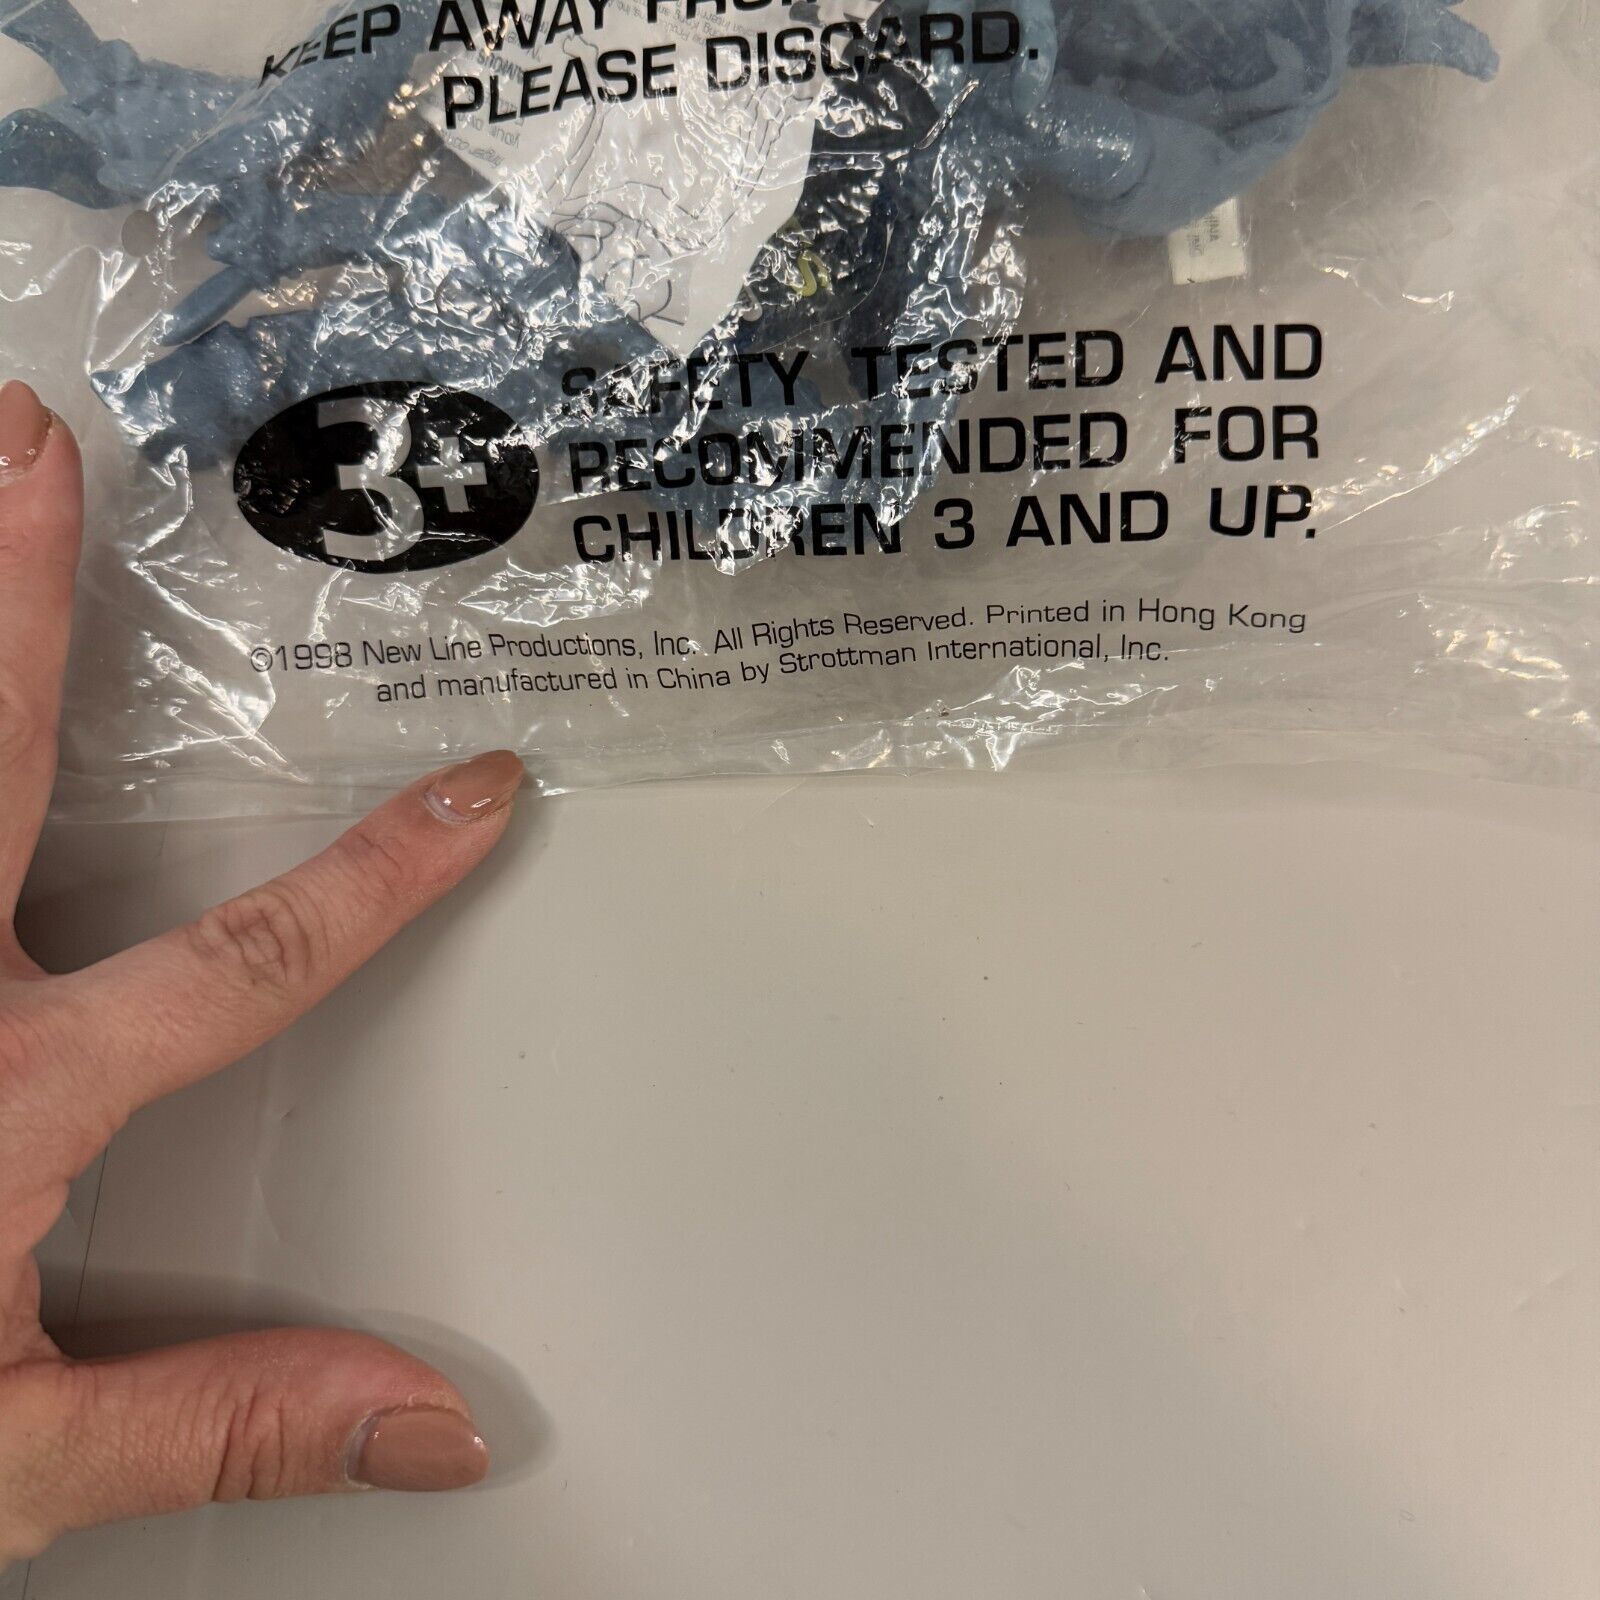 KEEP AWAY
PLEASE DISCARD.
3+
SAFETY TESTED AND
RECOMMENDED FOR
CHILDREN 3 AND UP.
©1998 New Line Productions, Inc. All Rights Reserved. Printed in Hong Kong
and manufactured in China by Strottman International, Inc.